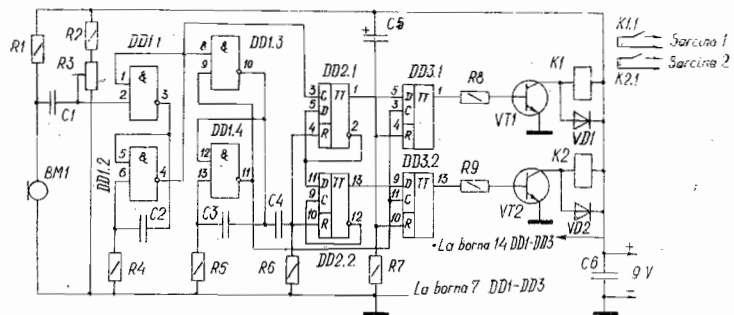 R1
R2
R3
C1
BM1
DD1.1
&
1
2
3
DD1.2
&
5
6
4
C2
R4
DD1.3
&
8
9
10
DD1.4
&
12
13
11
C3
R5
C4
R6
C5
+
DD2.1
3 C TT 1
5 D
4 R 2
11 D TT 13
9 C
10 R 12
DD2.2
R7
DD3.1
5 D TT 1
3 C
4 R
DD3.2
9 D TT 13
11 C
10 R
R8
R9
VT1
VT2
K1
VD1
K2
VD2
K1.1
Sarcina 1
K2.1
Sarcina 2
La borna 14 DD1-DD3
La borna 7 DD1-DD3
C6
+
9 V
−